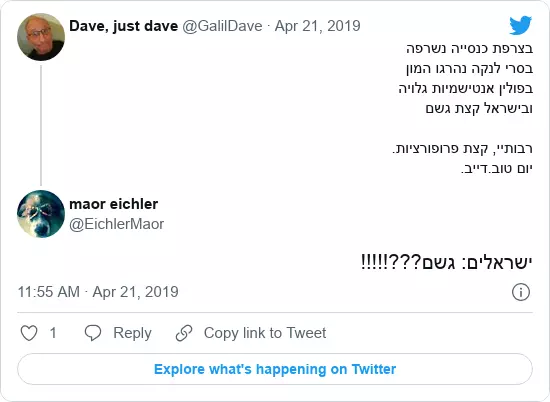 Dave, just dave @GalilDave · Apr 21, 2019
בצרפת כנסייה נשרפה
בסרי לנקה נהרגו המון
בפולין אנטישמיות גלויה
ובישראל קצת גשם
רבותיי, קצת פרופורציות.
יום טוב.דייב.
maor eichler
@EichlerMaor
ישראלים: גשם???!!!!!
11:55 AM · Apr 21, 2019
1 Reply Copy link to Tweet
Explore what's happening on Twitter